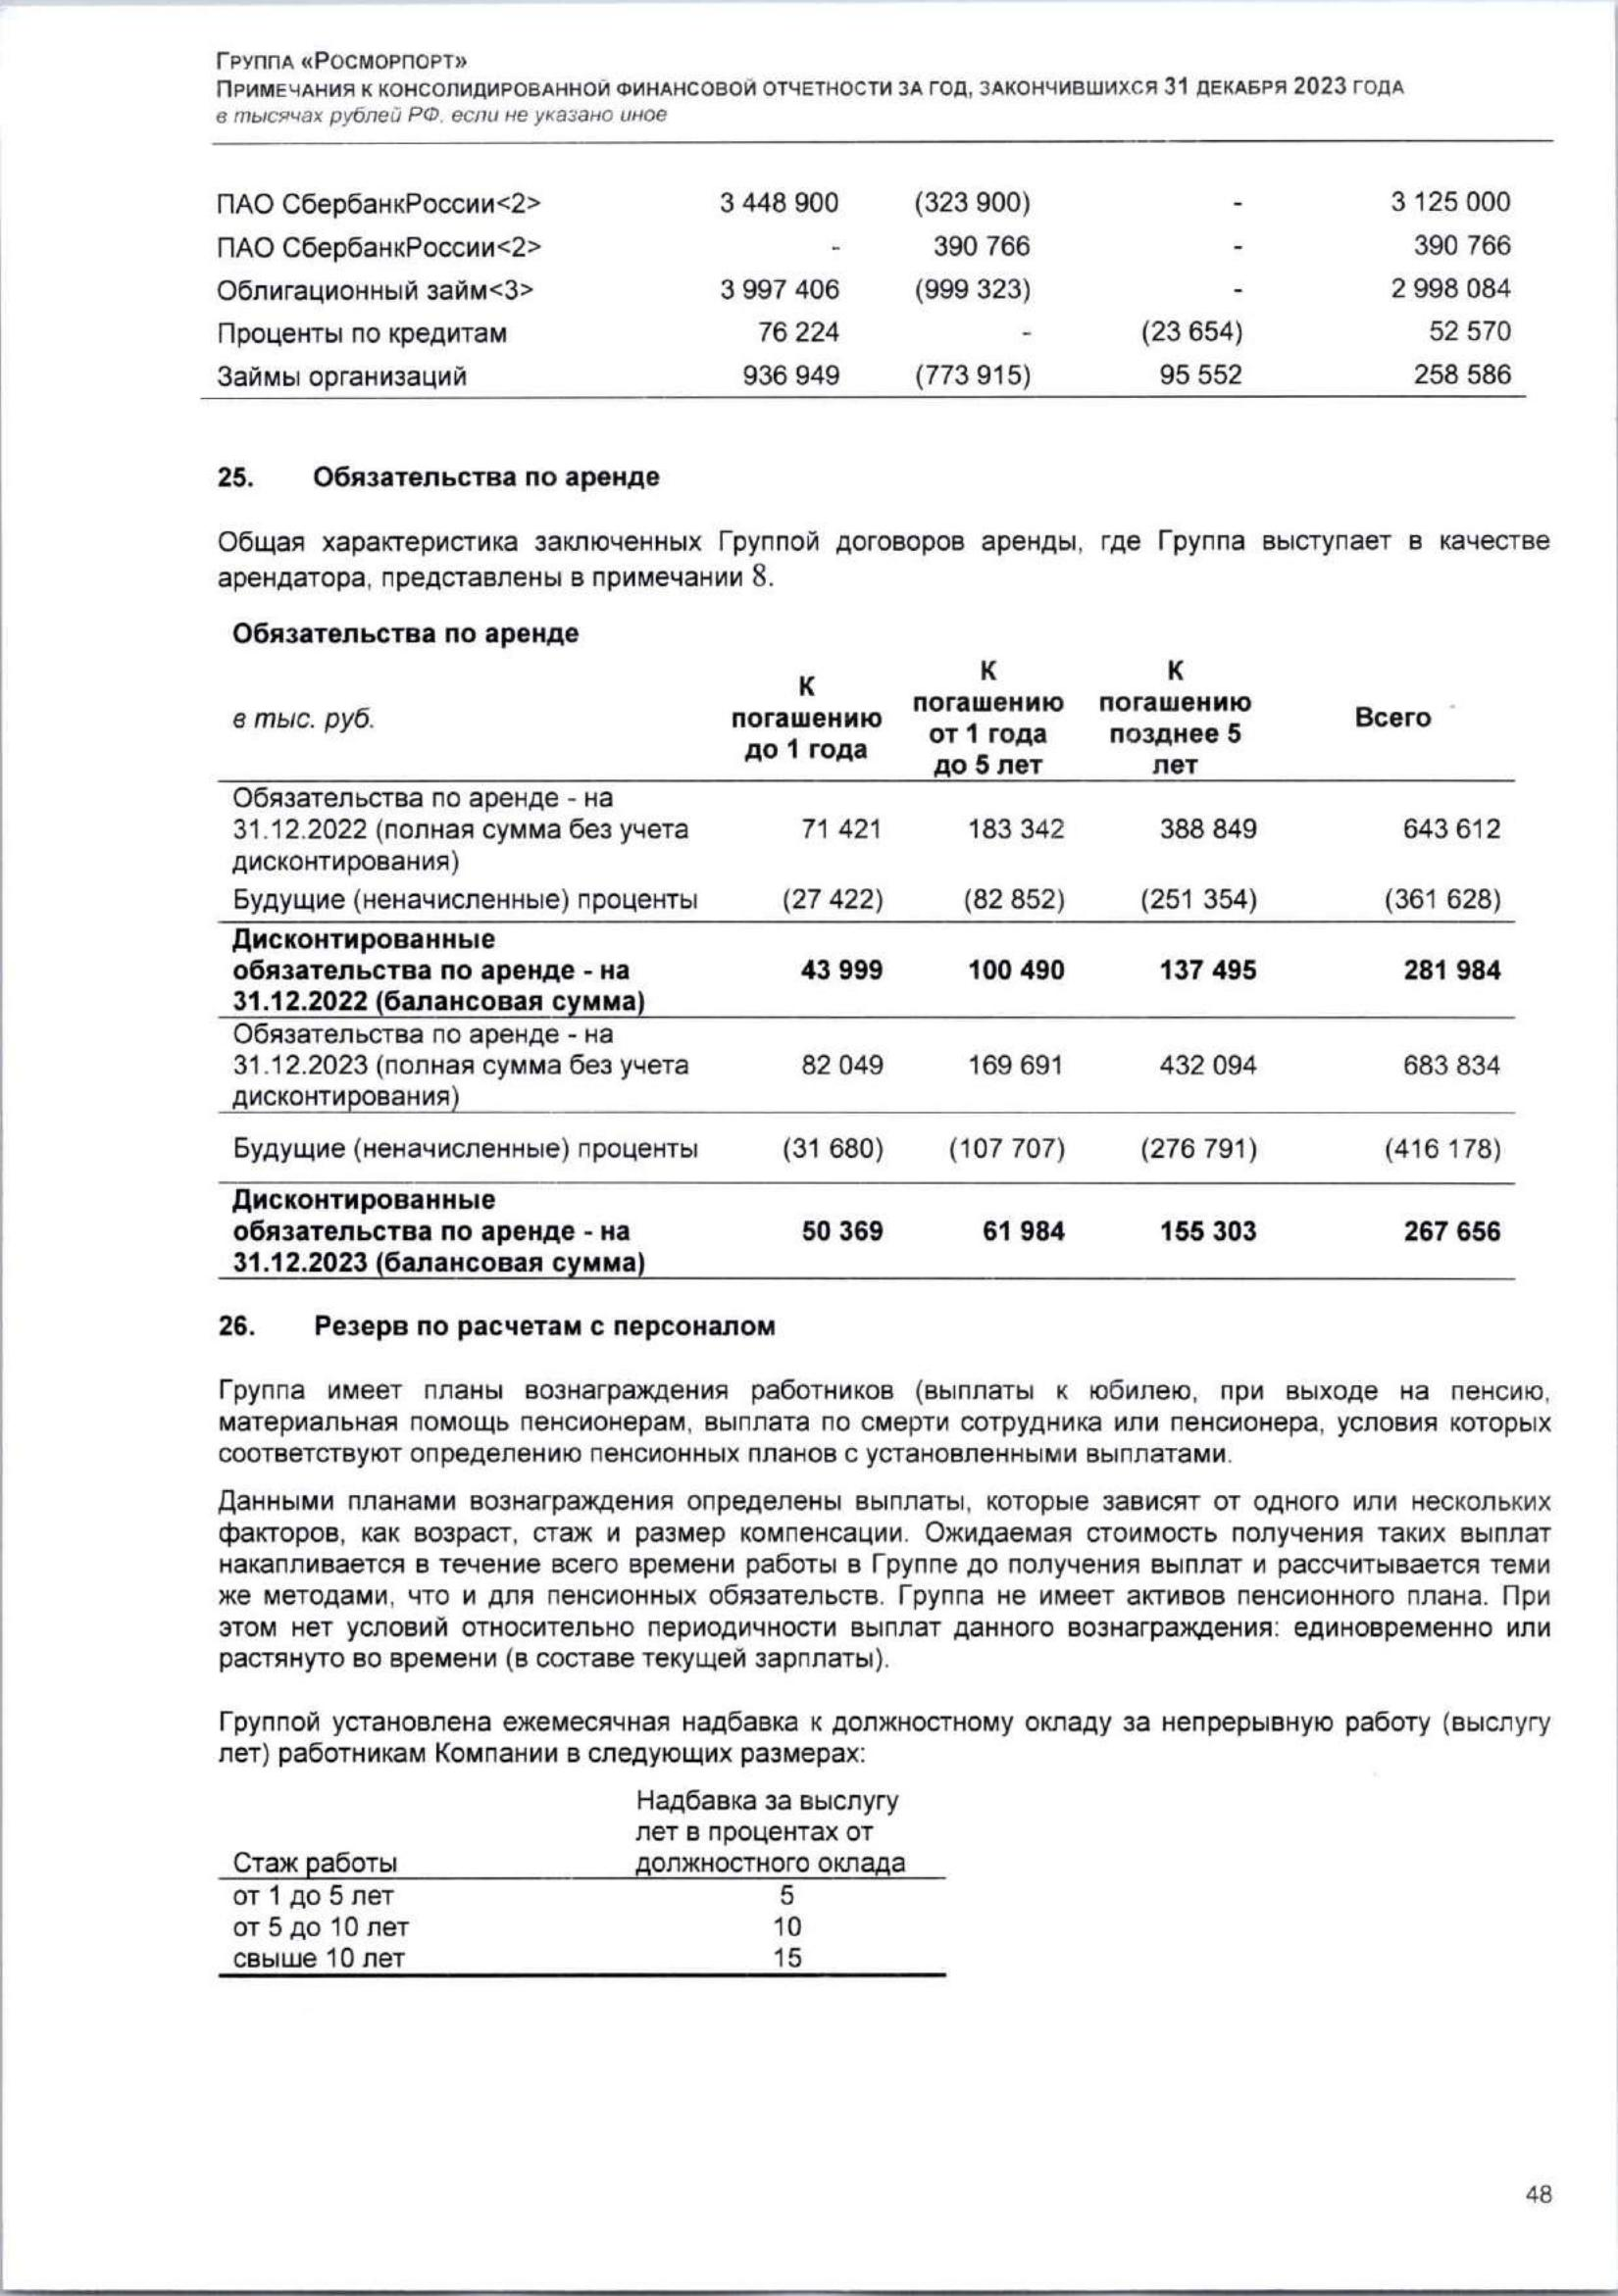 ГРУППА «РОСМОРПОРТ»
ПРИМЕЧАНИЯ К КОНСОЛИДИРОВАННОЙ ФИНАНСОВОЙ ОТЧЕТНОСТИ ЗА ГОД, ЗАКОНЧИВШИХСЯ 31 ДЕКАБРЯ 2023 ГОДА
в тысячах рублей РФ, если не указано иное
ПАО СбербанкРоссии<2> 3 448 900 (323 900) - 3 125 000
ПАО СбербанкРоссии<2> - 390 766 - 390 766
Облигационный займ<3> 3 997 406 (999 323) - 2 998 084
Проценты по кредитам 76 224 - (23 654) 52 570
Займы организаций 936 949 (773 915) 95 552 258 586
25. Обязательства по аренде
Общая характеристика заключенных Группой договоров аренды, где Группа выступает в качестве
арендатора, представлены в примечании 8.
Обязательства по аренде
в тыс. руб.
К
погашению
до 1 года
К
погашению
от 1 года
до 5 лет
К
погашению
позднее 5
лет
Всего
Обязательства по аренде - на
31.12.2022 (полная сумма без учета 71 421 183 342 388 849 643 612
дисконтирования)
Будущие (неначисленные) проценты (27 422) (82 852) (251 354) (361 628)
Дисконтированные
обязательства по аренде - на 43 999 100 490 137 495 281 984
31.12.2022 (балансовая сумма)
Обязательства по аренде - на
31.12.2023 (полная сумма без учета 82 049 169 691 432 094 683 834
дисконтирования)
Будущие (неначисленные) проценты (31 680) (107 707) (276 791) (416 178)
Дисконтированные
обязательства по аренде - на 50 369 61 984 155 303 267 656
31.12.2023 (балансовая сумма)
26. Резерв по расчетам с персоналом
Группа имеет планы вознаграждения работников (выплаты к юбилею, при выходе на пенсию,
материальная помощь пенсионерам, выплата по смерти сотрудника или пенсионера, условия которых
соответствуют определению пенсионных планов с установленными выплатами.
Данными планами вознаграждения определены выплаты, которые зависят от одного или нескольких
факторов, как возраст, стаж и размер компенсации. Ожидаемая стоимость получения таких выплат
накапливается в течение всего времени работы в Группе до получения выплат и рассчитывается теми
же методами, что и для пенсионных обязательств. Группа не имеет активов пенсионного плана. При
этом нет условий относительно периодичности выплат данного вознаграждения: единовременно или
растянуто во времени (в составе текущей зарплаты).
Группой установлена ежемесячная надбавка к должностному окладу за непрерывную работу (выслугу
лет) работникам Компании в следующих размерах:
Надбавка за выслугу
лет в процентах от
Стаж работы должностного оклада
от 1 до 5 лет 5
от 5 до 10 лет 10
свыше 10 лет 15
48